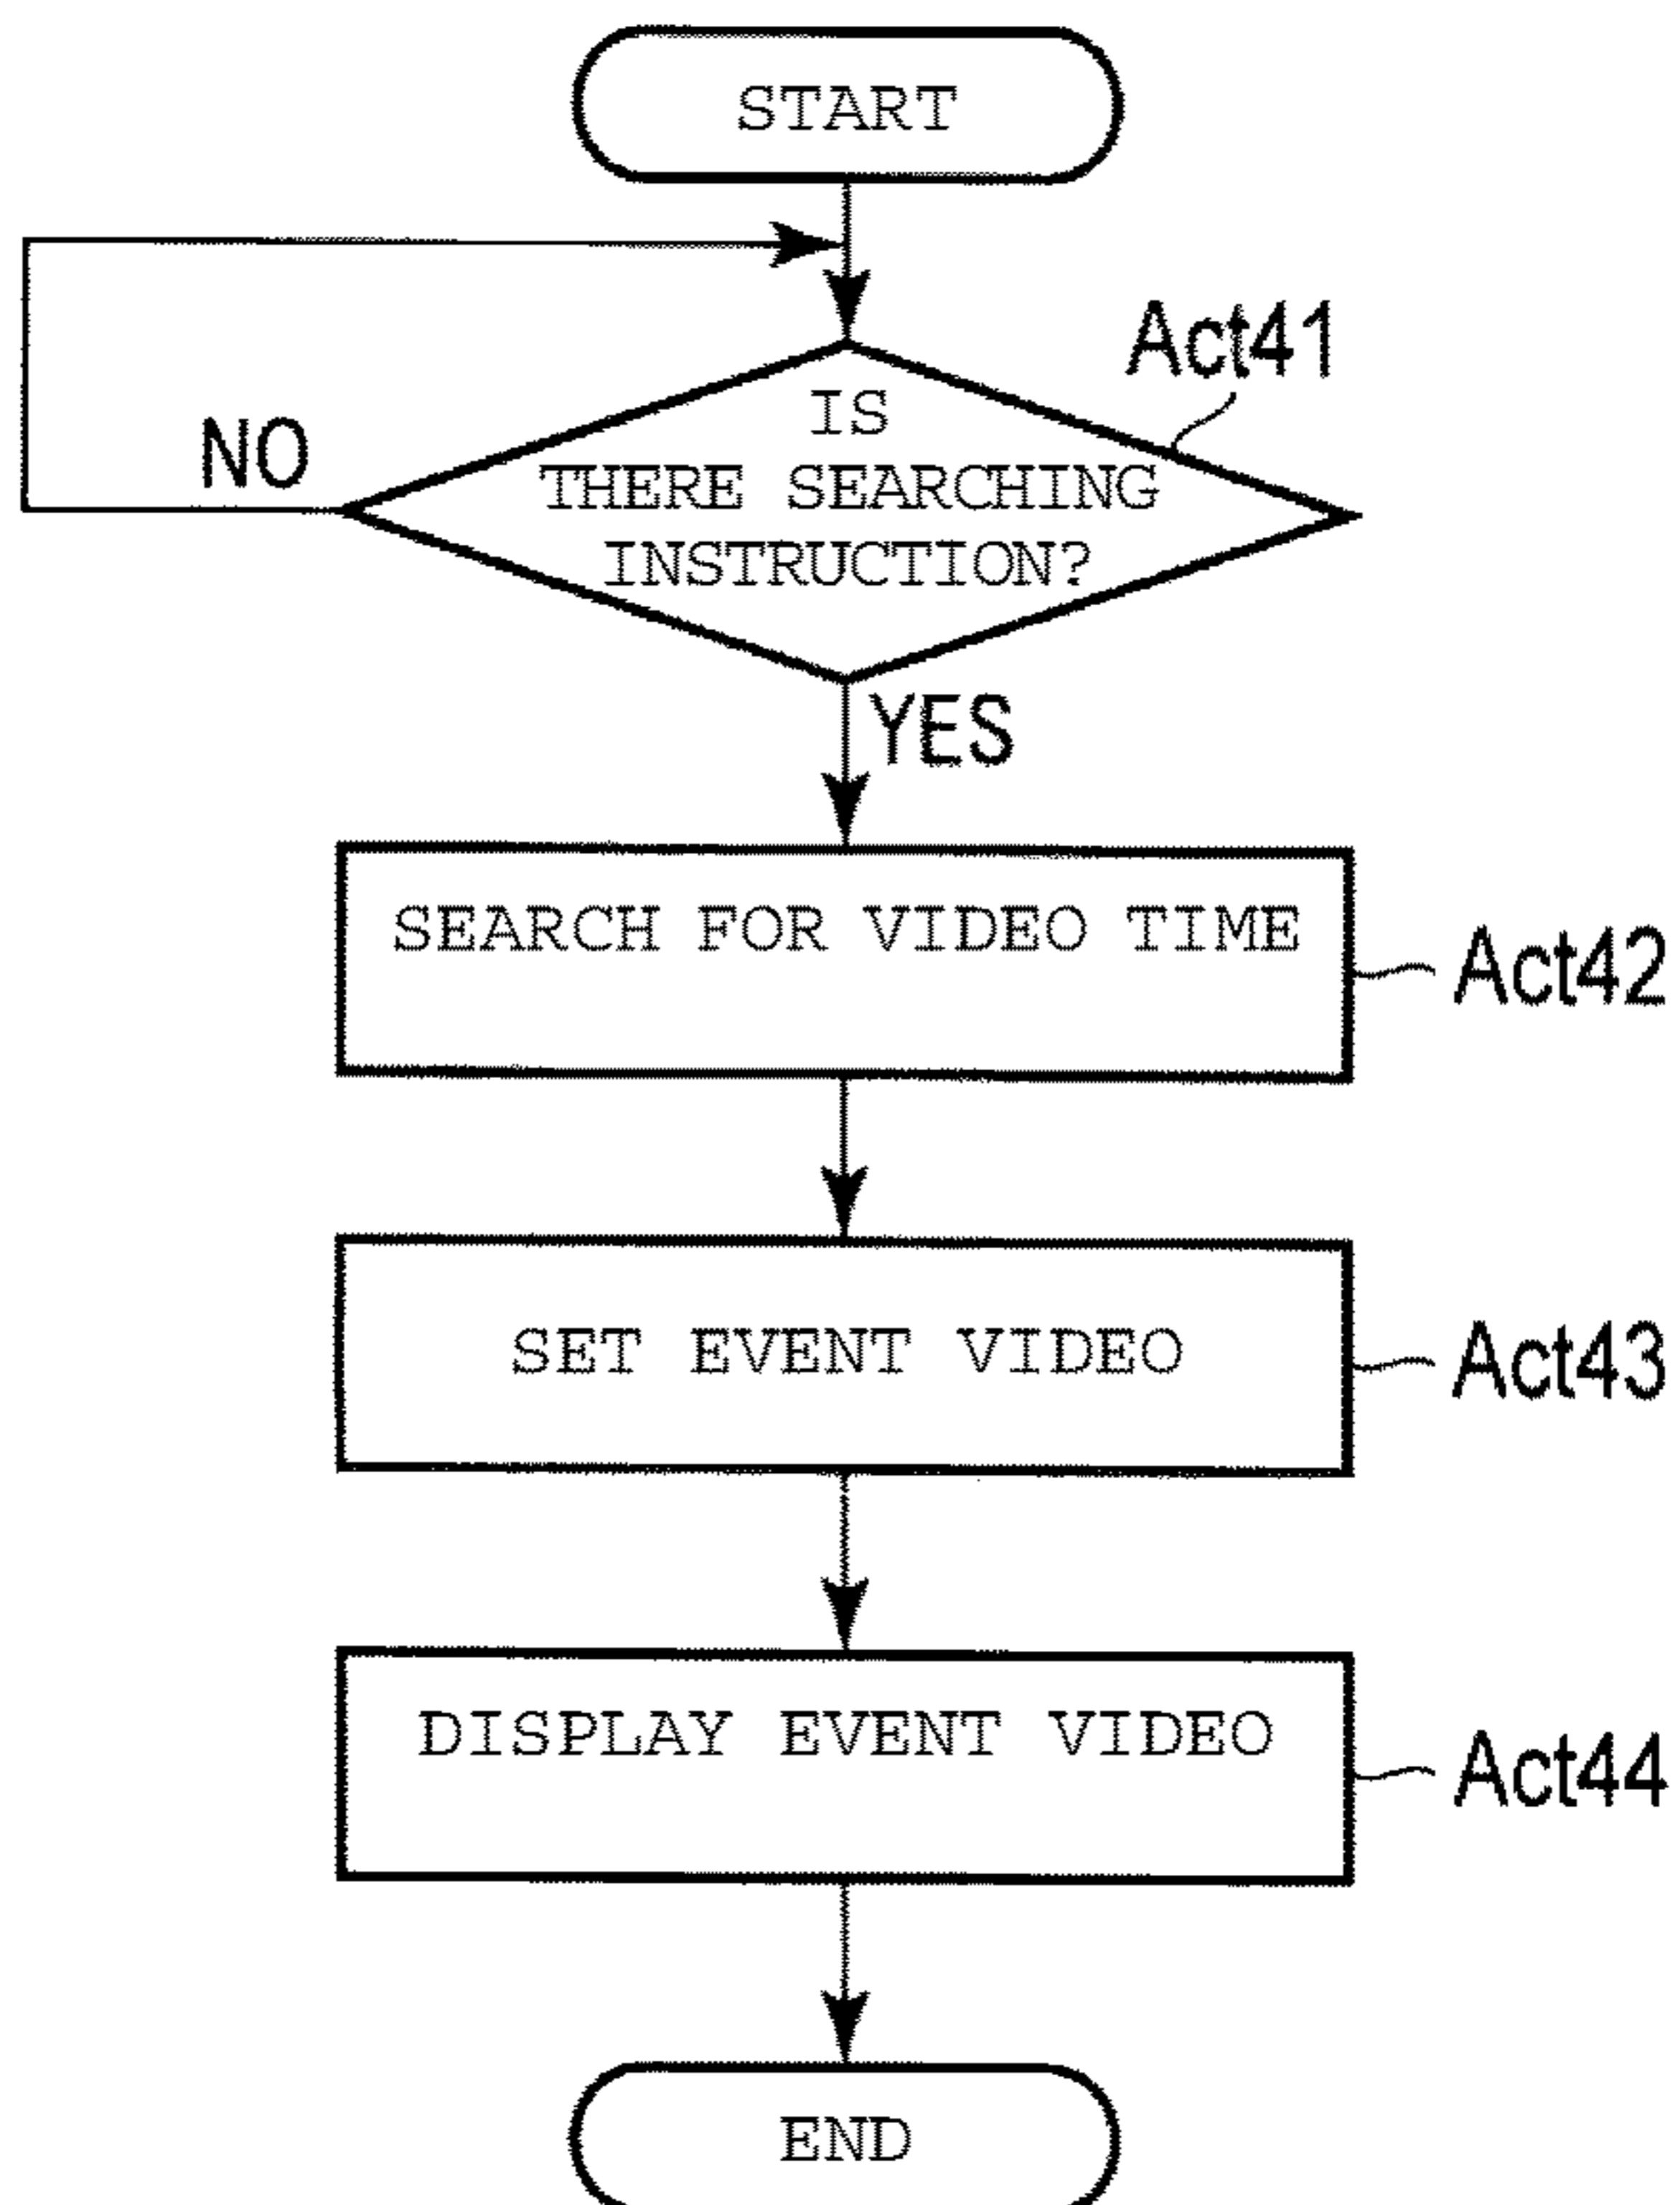 START
Act41
IS
THERE SEARCHING
INSTRUCTION?
NO
YES
SEARCH FOR VIDEO TIME
Act42
SET EVENT VIDEO
Act43
DISPLAY EVENT VIDEO
Act44
END